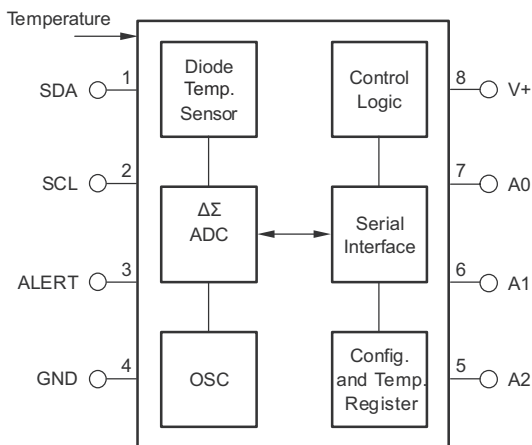 Temperature
1
SDA
2
SCL
3
ALERT
4
GND
Diode
Temp.
Sensor
ΔΣ
ADC
OSC
Control
Logic
Serial
Interface
Config.
and Temp.
Register
8
V+
7
A0
6
A1
5
A2